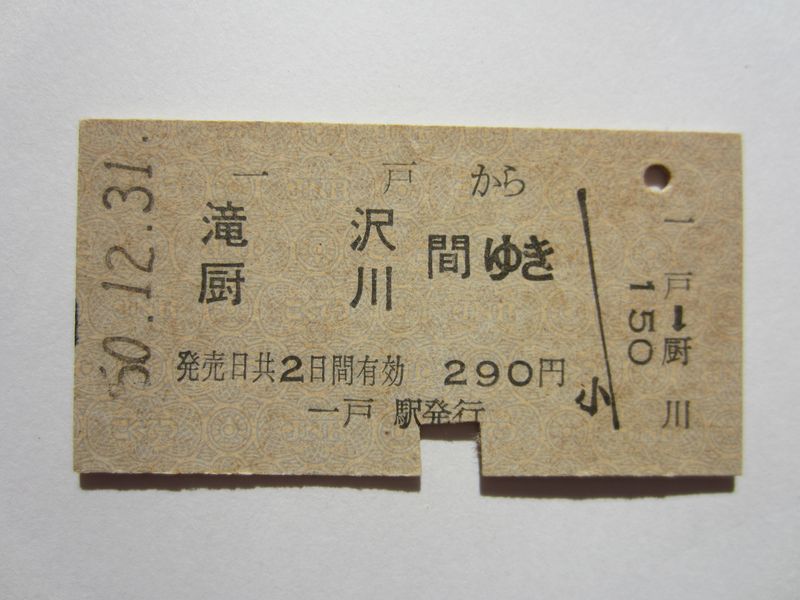 50.12.31.
一戸から
滝沢
厨川
間ゆき
発売日共2日間有効 290円
一戸駅発行
小
一戸→厨川
150